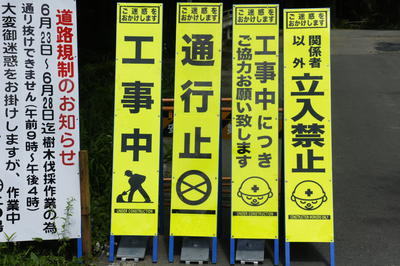 道路規制のお知らせ
6月23日～6月28日迄樹木伐採作業の為
通り抜けできません(午前9時～午後4時)
大変御迷惑をお掛けしますが、作業中
ご迷惑を
おかけします
工事中
UNDER CONSTRUCTION
ご迷惑を
おかけします
通行止
ご迷惑を
おかけします
工事中につき
ご協力お願い致します
UNDER CONSTRUCTION
ご迷惑を
おかけします
関係者
以外
立入禁止
CONSTRUCTION WORKERS ONLY